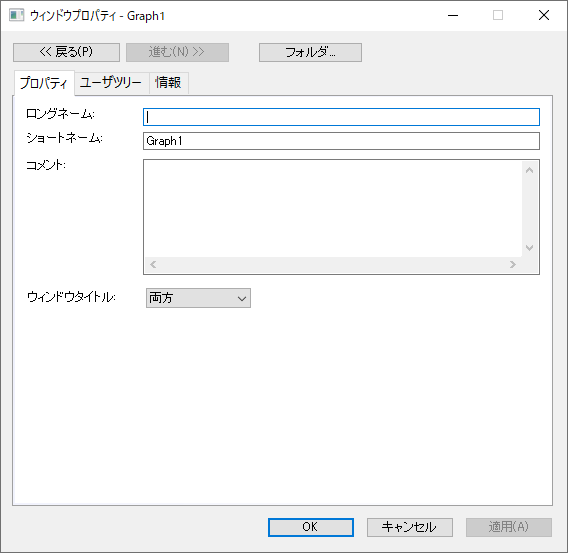 ウィンドウプロパティ - Graph1
<< 戻る(P)
進む(N) >>
フォルダ...
プロパティ
ユーザツリー
情報
ロングネーム:
ショートネーム:
Graph1
コメント:
ウィンドウタイトル:
両方
OK
キャンセル
適用(A)